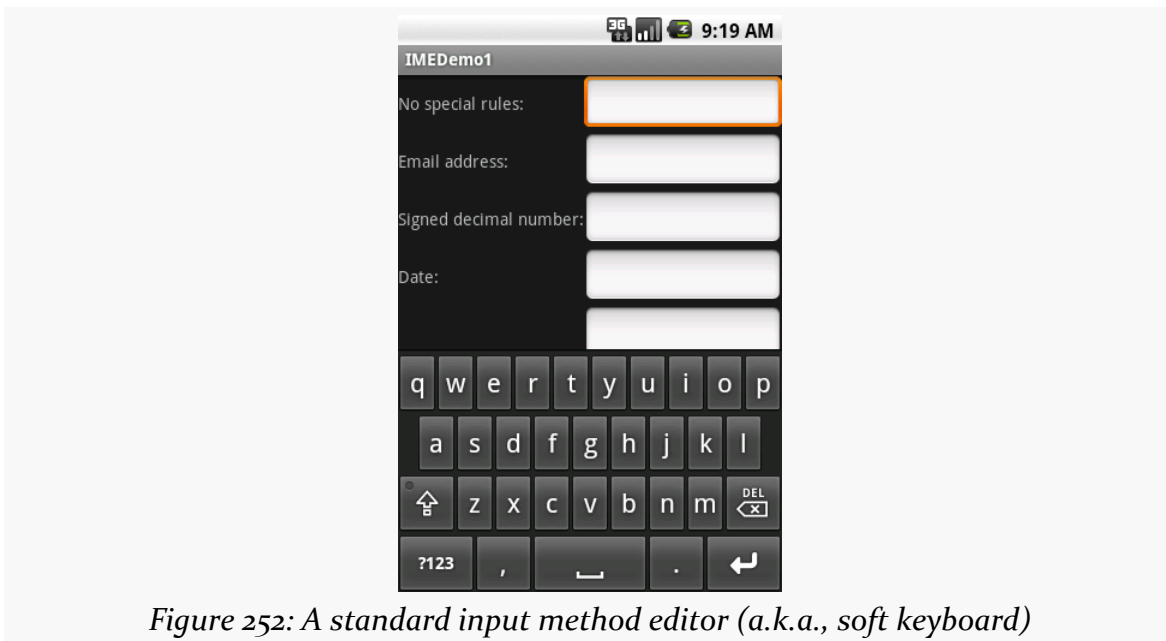 3G 9:19 AM
IMEDemo1
No special rules:
Email address:
Signed decimal number:
Date:
q w e r t y u i o p
a s d f g h j k l
z x c v b n m DEL
?123 , .
Figure 252: A standard input method editor (a.k.a., soft keyboard)